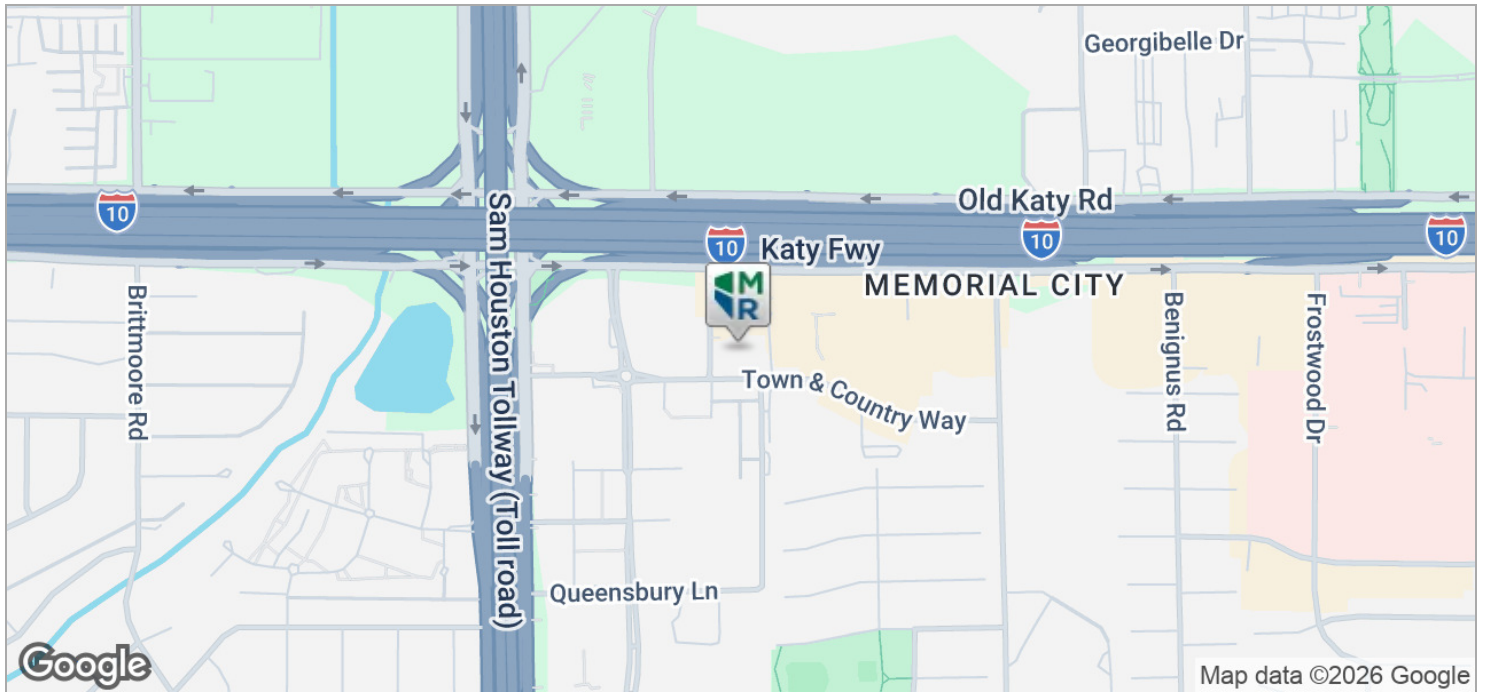 Georgibelle Dr
Old Katy Rd
10
10
10
10
Katy Fwy
MEMORIAL CITY
M
R
Sam Houston Tollway (Toll road)
Brittmoore Rd
Benignus Rd
Frostwood Dr
Town & Country Way
Queensbury Ln
Google
Map data ©2026 Google